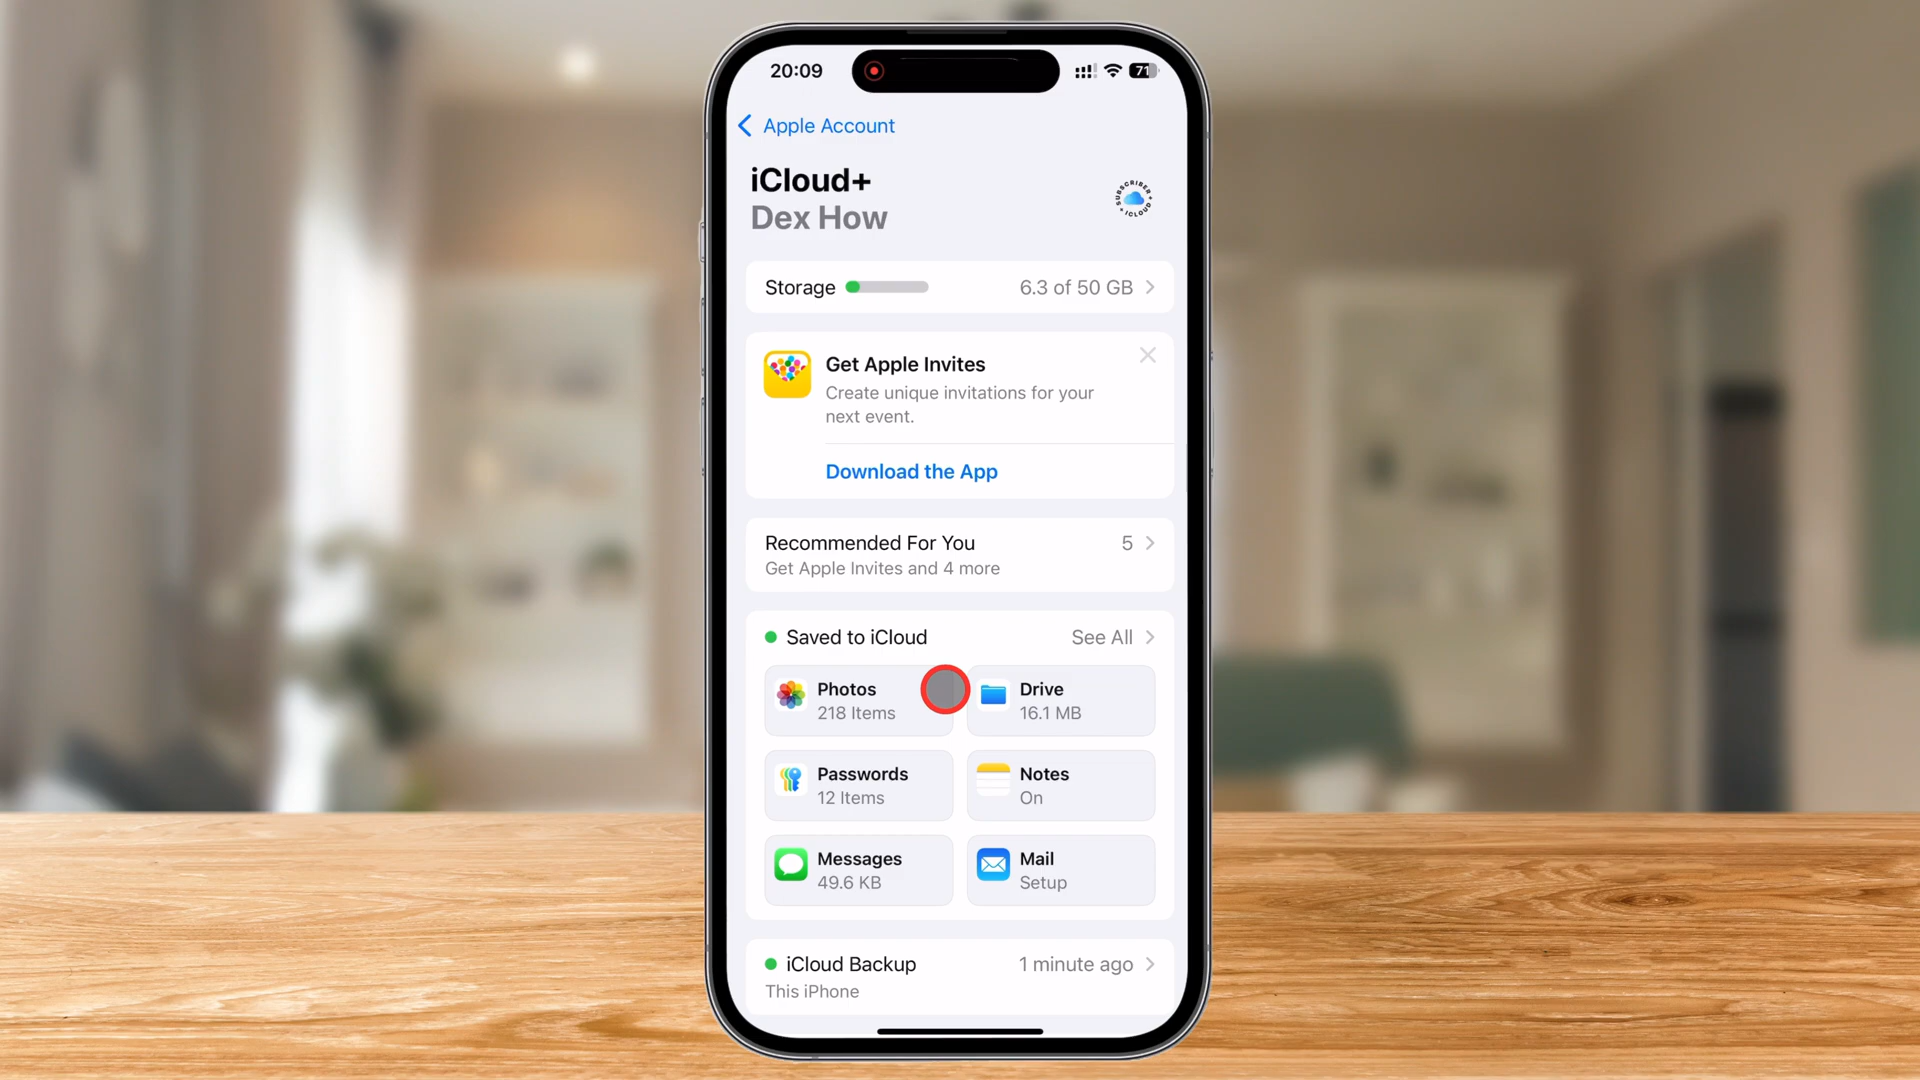 20:09
71
Apple Account
iCloud+
Dex How
SUBSCRIBER
ICLOUD+
Storage
6.3 of 50 GB
Get Apple Invites
Create unique invitations for your
next event.
Download the App
Recommended For You
5
Get Apple Invites and 4 more
Saved to iCloud
See All
Photos
218 Items
Drive
16.1 MB
Passwords
12 Items
Notes
On
Messages
49.6 KB
Mail
Setup
iCloud Backup
1 minute ago
This iPhone